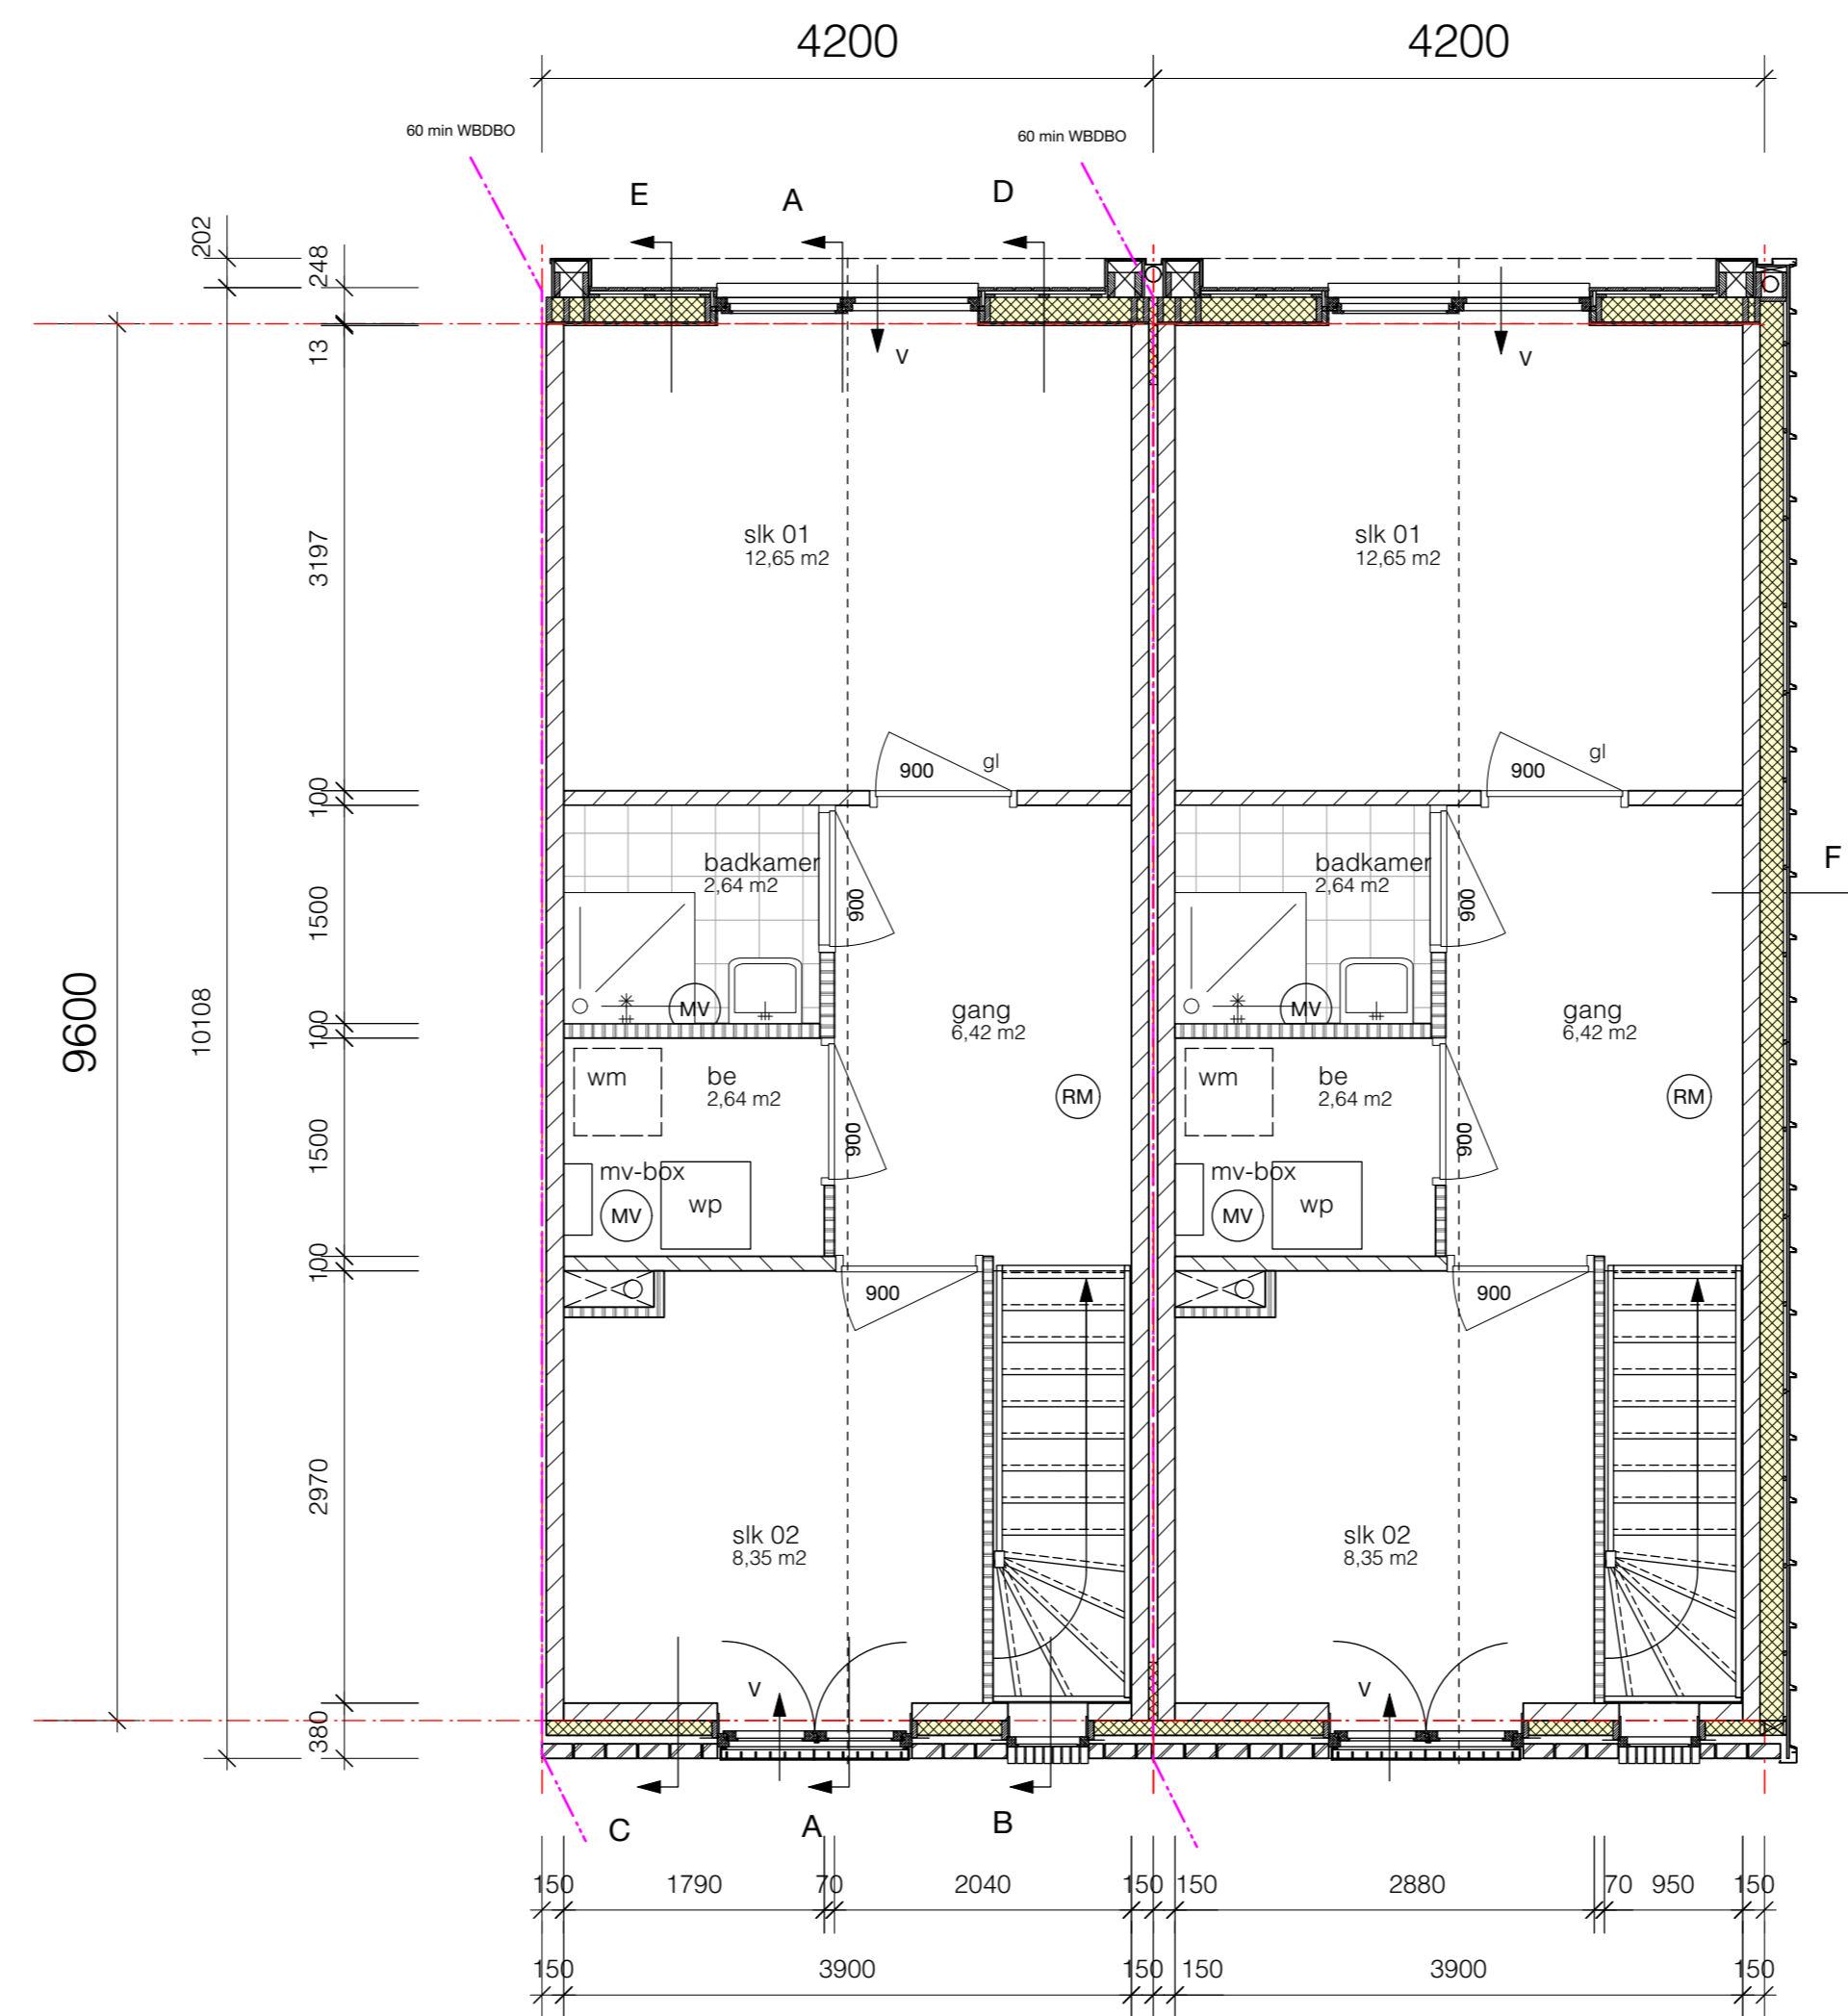 4200 4200
60 min WBDBO 60 min WBDBO
E A D
202
248
v v
13
slk 01 slk 01
12,65 m2 12,65 m2
3197
900 gl 900 gl
100
badkamer badkamer
2,64 m2 2,64 m2
F
900 900
1500
MV MV
gang gang
6,42 m2 6,42 m2
9600
10108
100
wm be wm be
2,64 m2 2,64 m2
RM RM
900 900
1500
mv-box mv-box
MV wp MV wp
100
900 900
2970
slk 02 slk 02
8,35 m2 8,35 m2
v v
380
C A B
150 1790 70 2040 150 150 2880 70 950 150
150 3900 150 150 3900 150